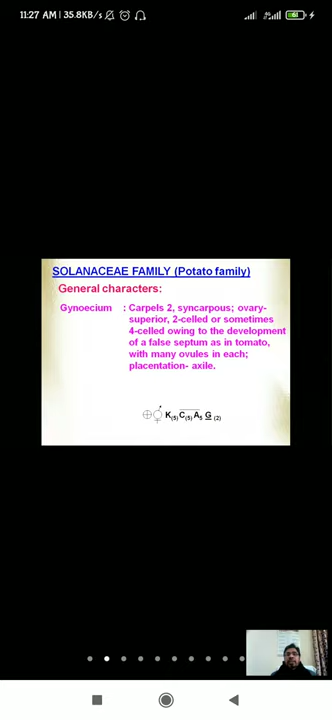 11:27 AM | 35.8KB/s
4G
61
SOLANACEAE FAMILY (Potato family)
General characters:
Gynoecium : Carpels 2, syncarpous; ovary-
superior, 2-celled or sometimes
4-celled owing to the development
of a false septum as in tomato,
with many ovules in each;
placentation- axile.
⊕⚥ K(5) C(5) A5 G (2)